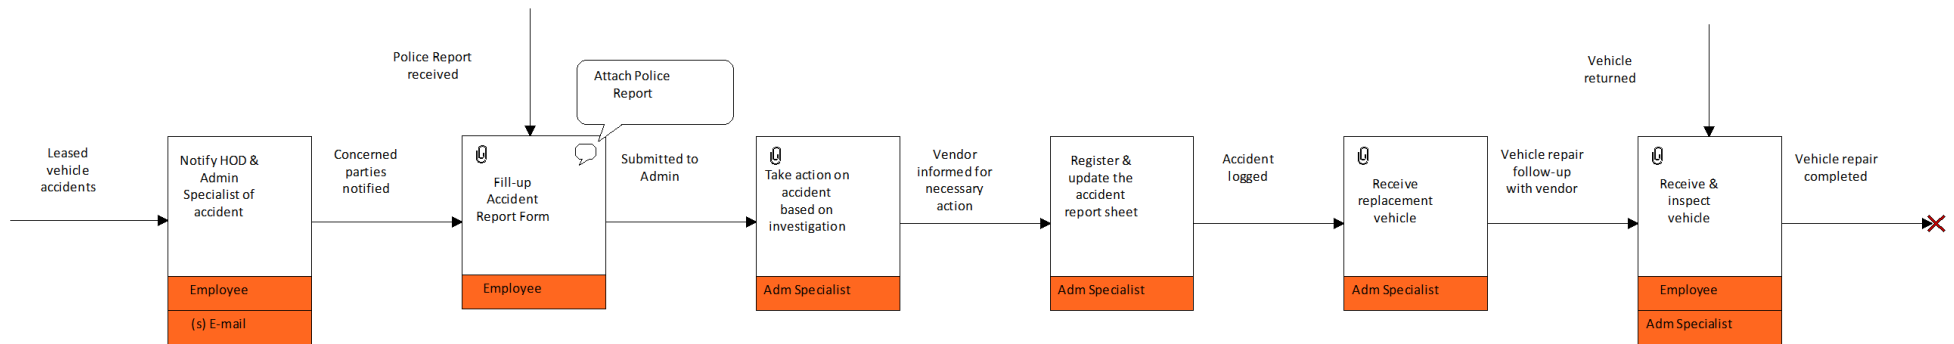 Leased
vehicle
accidents
Notify HOD &
Admin
Specialist of
accident
Employee
(s) E-mail
Concerned
parties
notified
Police Report
received
Attach Police
Report
Fill-up
Accident
Report Form
Employee
Submitted to
Admin
Take action on
accident
based on
investigation
Adm Specialist
Vendor
informed for
necessary
action
Register &
update the
accident
report sheet
Adm Specialist
Accident
logged
Receive
replacement
vehicle
Adm Specialist
Vehicle repair
follow-up
with vendor
Vehicle
returned
Receive &
inspect
vehicle
Employee
Adm Specialist
Vehicle repair
completed